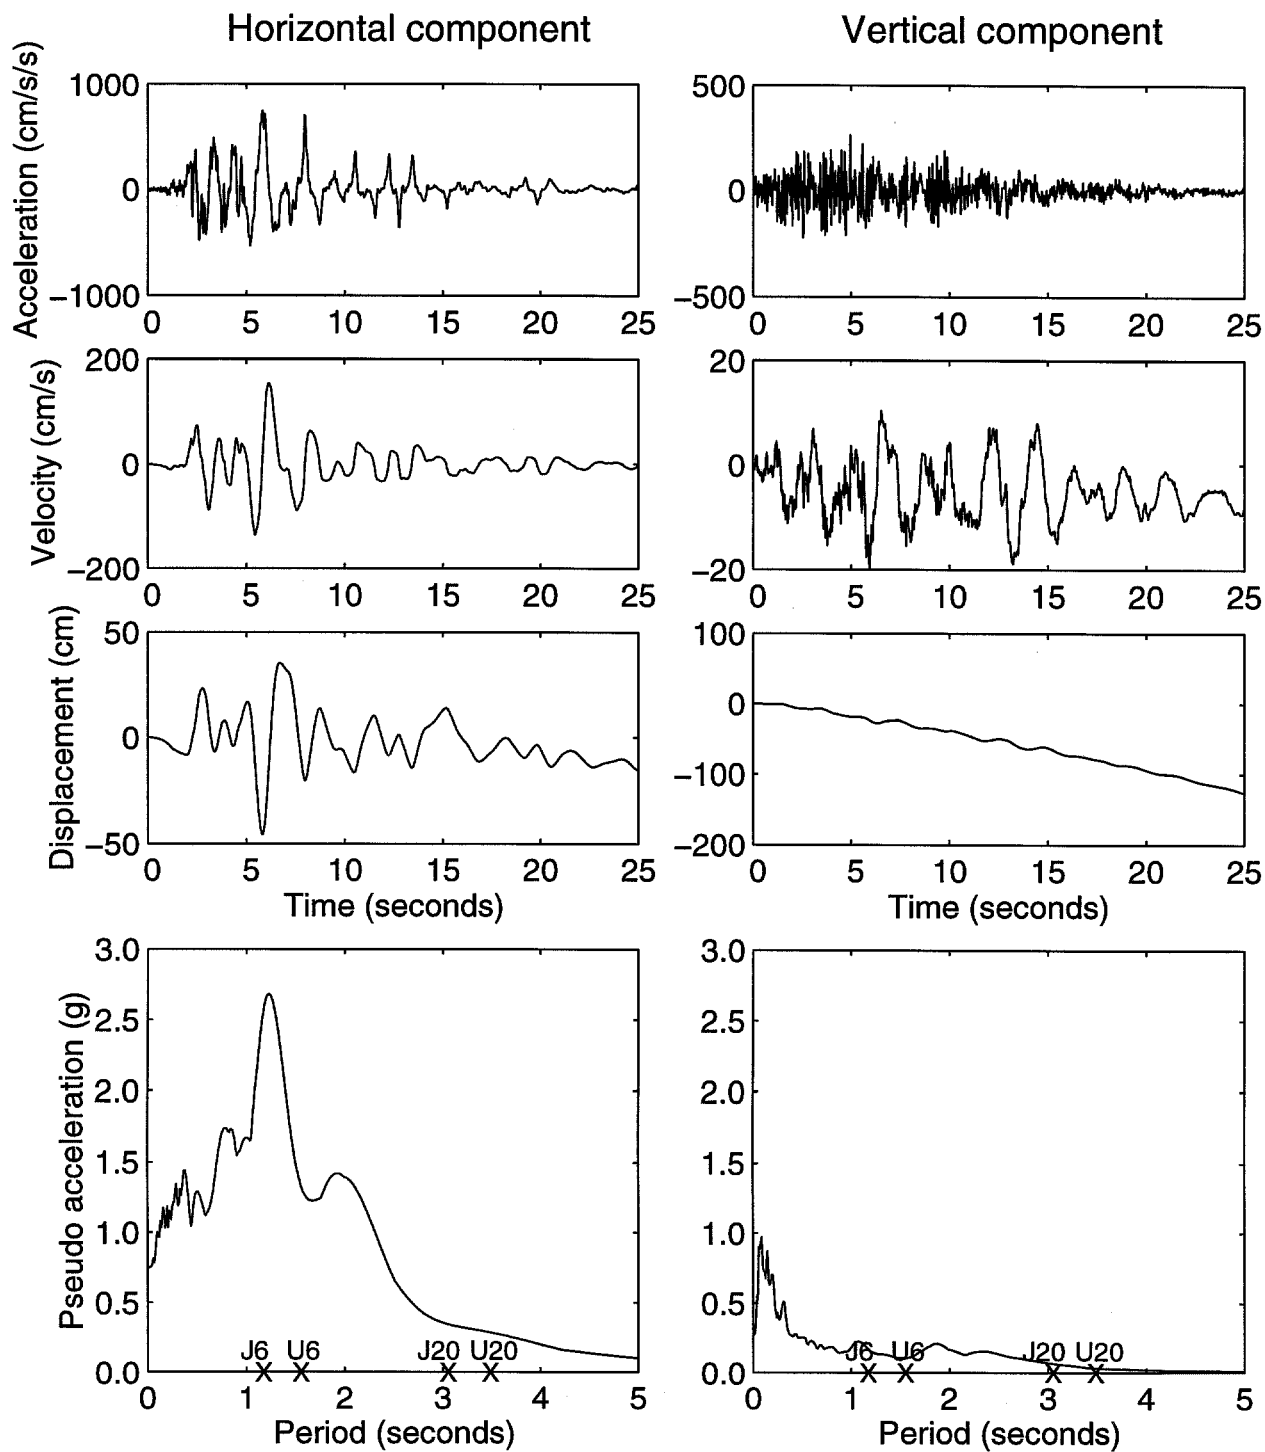 Horizontal component
Vertical component
Acceleration (cm/s/s)
1000
0
−1000
0 5 10 15 20 25
500
0
−500
0 5 10 15 20 25
Velocity (cm/s)
200
0
−200
0 5 10 15 20 25
20
0
−20
0 5 10 15 20 25
Displacement (cm)
50
0
−50
0 5 10 15 20 25
Time (seconds)
100
0
−100
−200
0 5 10 15 20 25
Time (seconds)
Pseudo acceleration (g)
3.0
2.5
2.0
1.5
1.0
0.5
0.0
J6 U6 J20 U20
0 1 2 3 4 5
Period (seconds)
3.0
2.5
2.0
1.5
1.0
0.5
0.0
J6 U6 J20 U20
0 1 2 3 4 5
Period (seconds)